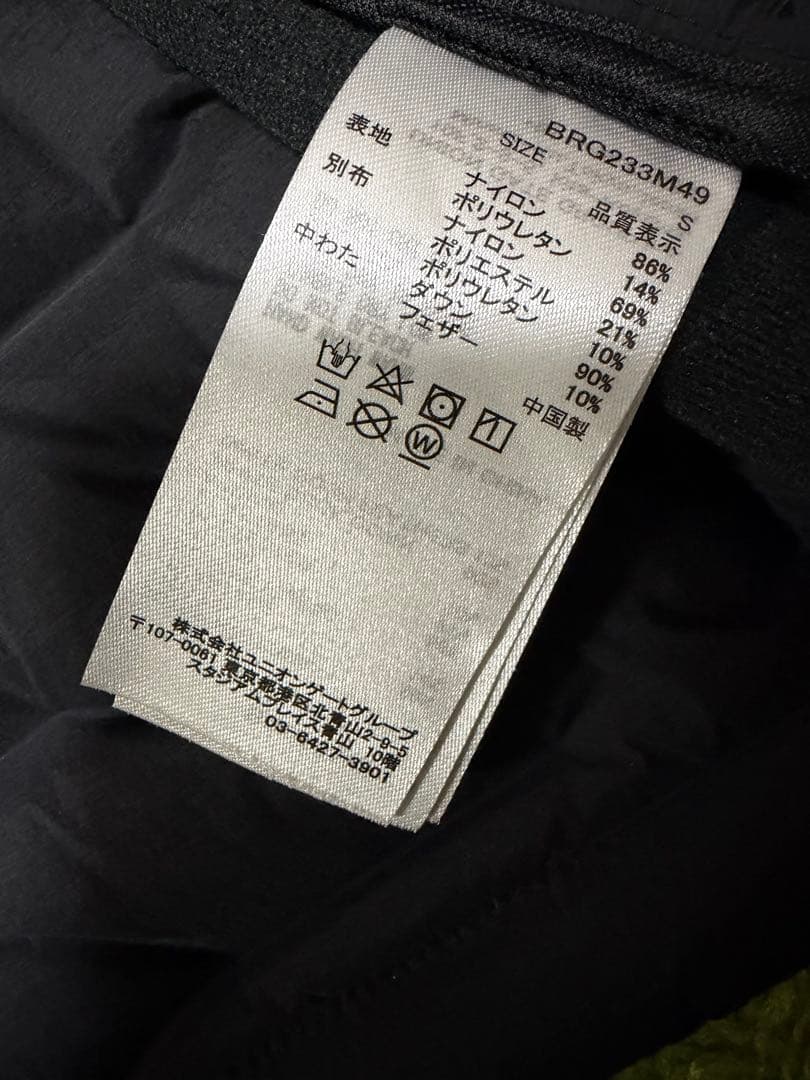 BRG233M49
SIZE S
品質表示
表地 ナイロン 86%
ポリウレタン 14%
別布 ナイロン 69%
ポリエステル 21%
ポリウレタン 10%
中わた ダウン 90%
フェザー 10%
中国製
W
株式会社ユニオンゲートグループ
〒107-0061 東京都港区北青山2-9-5
スタジアムプレイス青山 10階
03-6427-3901